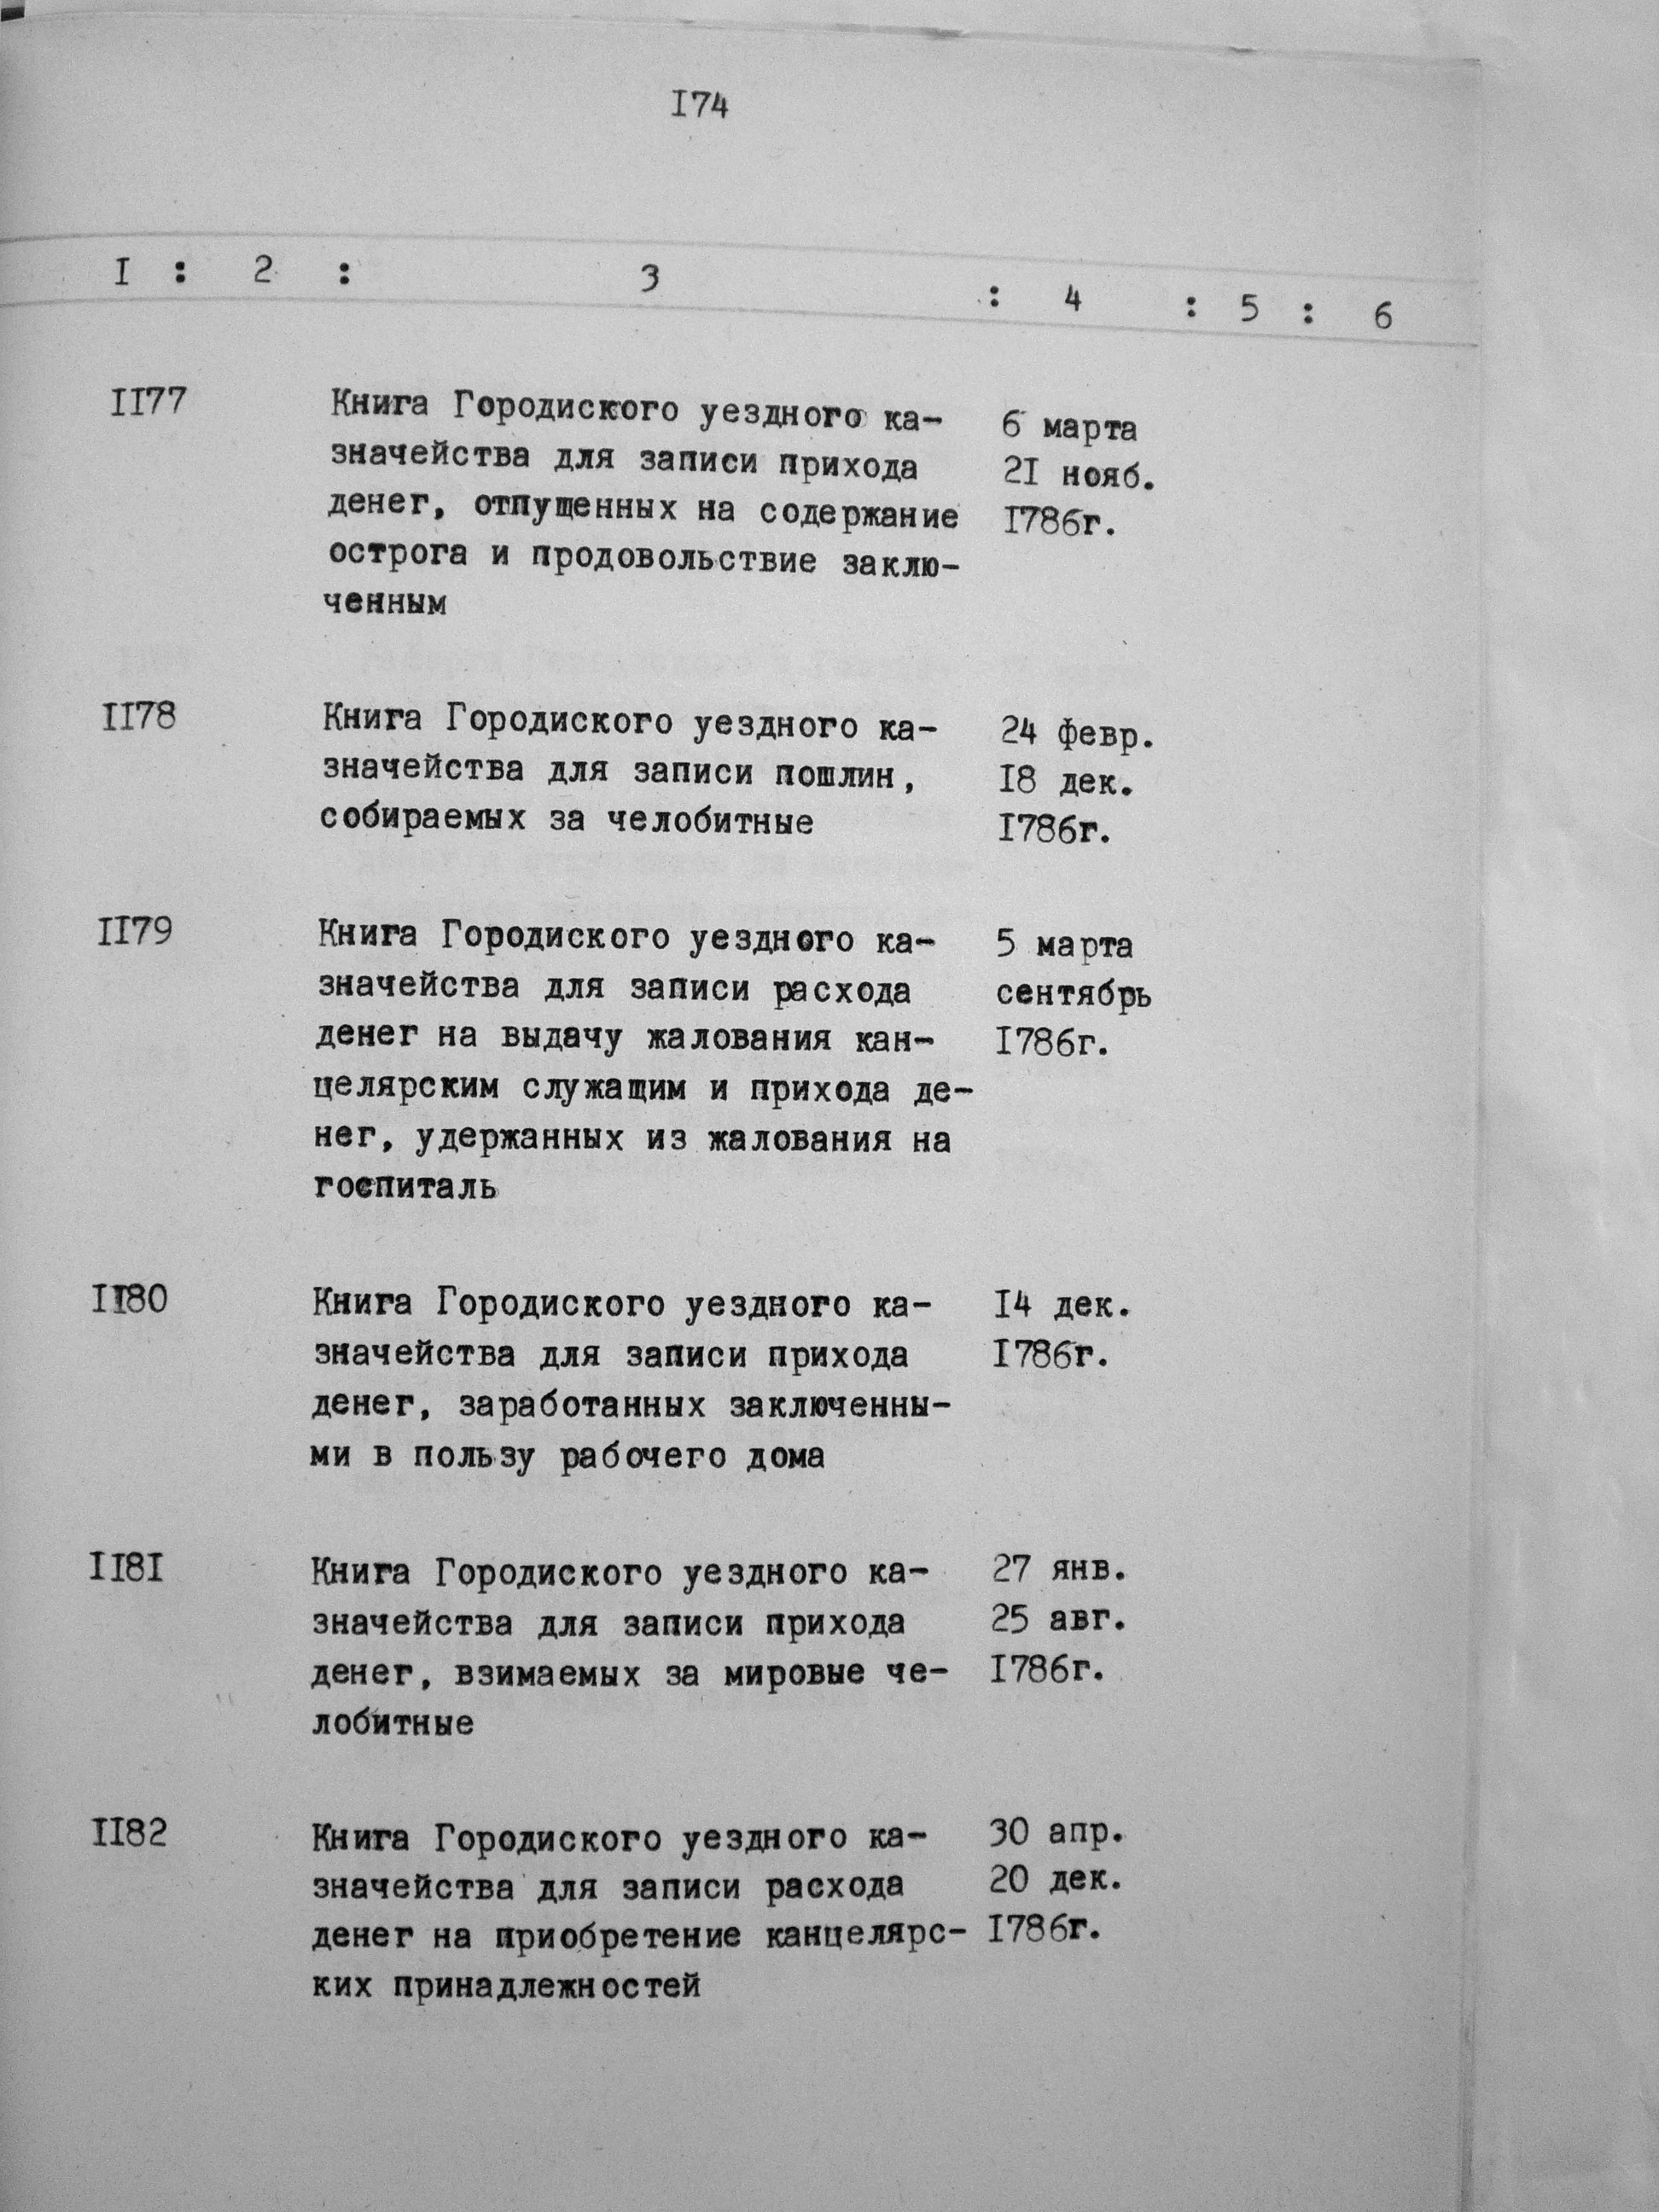 I74
I : 2 : 3 : 4 : 5 : 6
II77 Книга Городиского уездного ка- 6 марта
значейства для записи прихода 21 нояб.
денег, отпущенных на содержание I786г.
острога и продовольствие заклю-
ченным
II78 Книга Городиского уездного ка- 24 февр.
значейства для записи пошлин, I8 дек.
собираемых за челобитные I786г.
II79 Книга Городиского уездного ка- 5 марта
значейства для записи расхода сентябрь
денег на выдачу жалования кан- I786г.
целярским служащим и прихода де-
нег, удержанных из жалования на
госпиталь
II80 Книга Городиского уездного ка- I4 дек.
значейства для записи прихода I786г.
денег, заработанных заключенны-
ми в пользу рабочего дома
II8I Книга Городиского уездного ка- 27 янв.
значейства для записи прихода 25 авг.
денег, взимаемых за мировые че- I786г.
лобитные
II82 Книга Городиского уездного ка- 30 апр.
значейства для записи расхода 20 дек.
денег на приобретение канцелярс- I786г.
ких принадлежностей